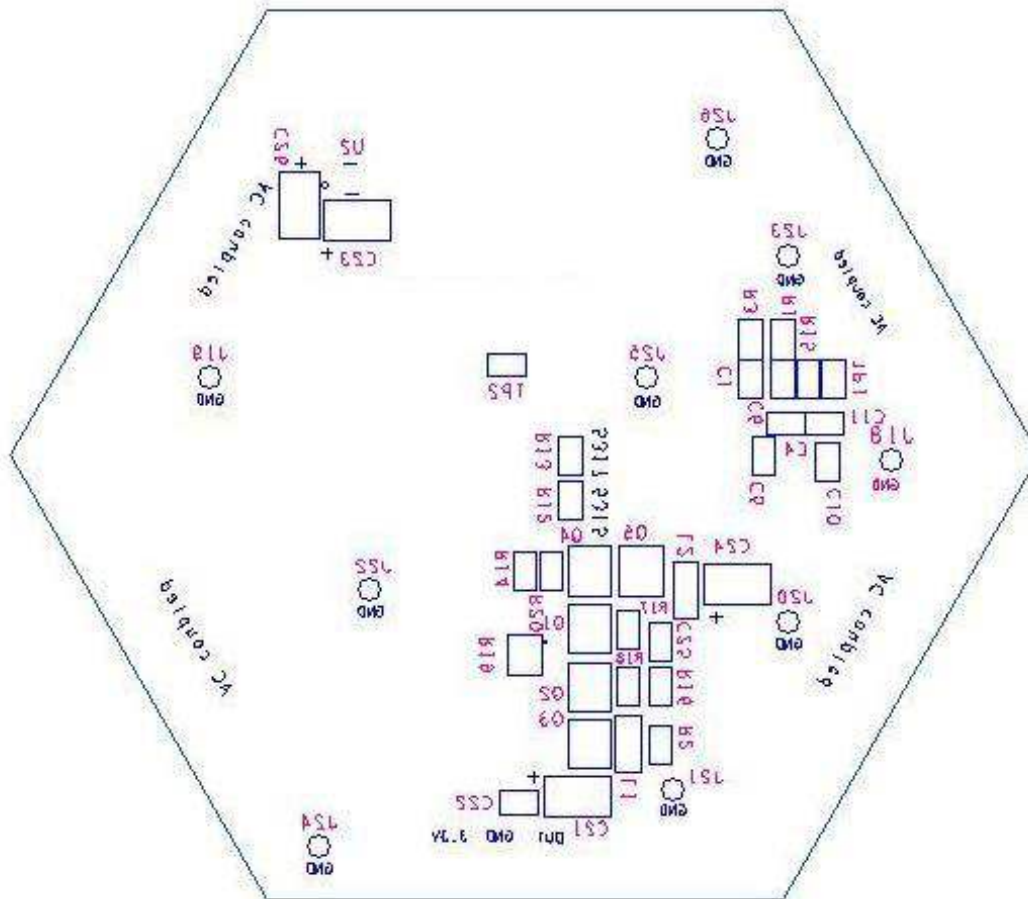 J26
GND
C26
+
U2
AC coupled
C23
+
J23
GND
AC coupled
R3
R1
R15
J19
GND
TP2
J25
GND
C1
TP1
C11
J18
GND
C4
C10
R13
5317
R12
5315
Q4
Q5
L2
C24
+
R14
J22
GND
R20
Q1
R17
C25
J20
GND
AC coupled
AC coupled
R19
R18
R16
Q2
Q3
R2
L1
J21
GND
+
C22
C21
3.3V GND OUT
J24
GND